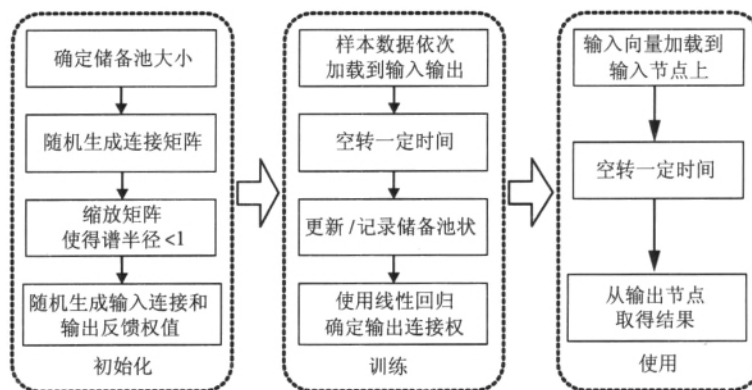 确定储备池大小
随机生成连接矩阵
缩放矩阵
使得谱半径<1
随机生成输入连接和
输出反馈权值
初始化
样本数据依次
加载到输入输出
空转一定时间
更新/记录储备池状
使用线性回归
确定输出连接权
训练
输入向量加载到
输入节点上
空转一定时间
从输出节点
取得结果
使用